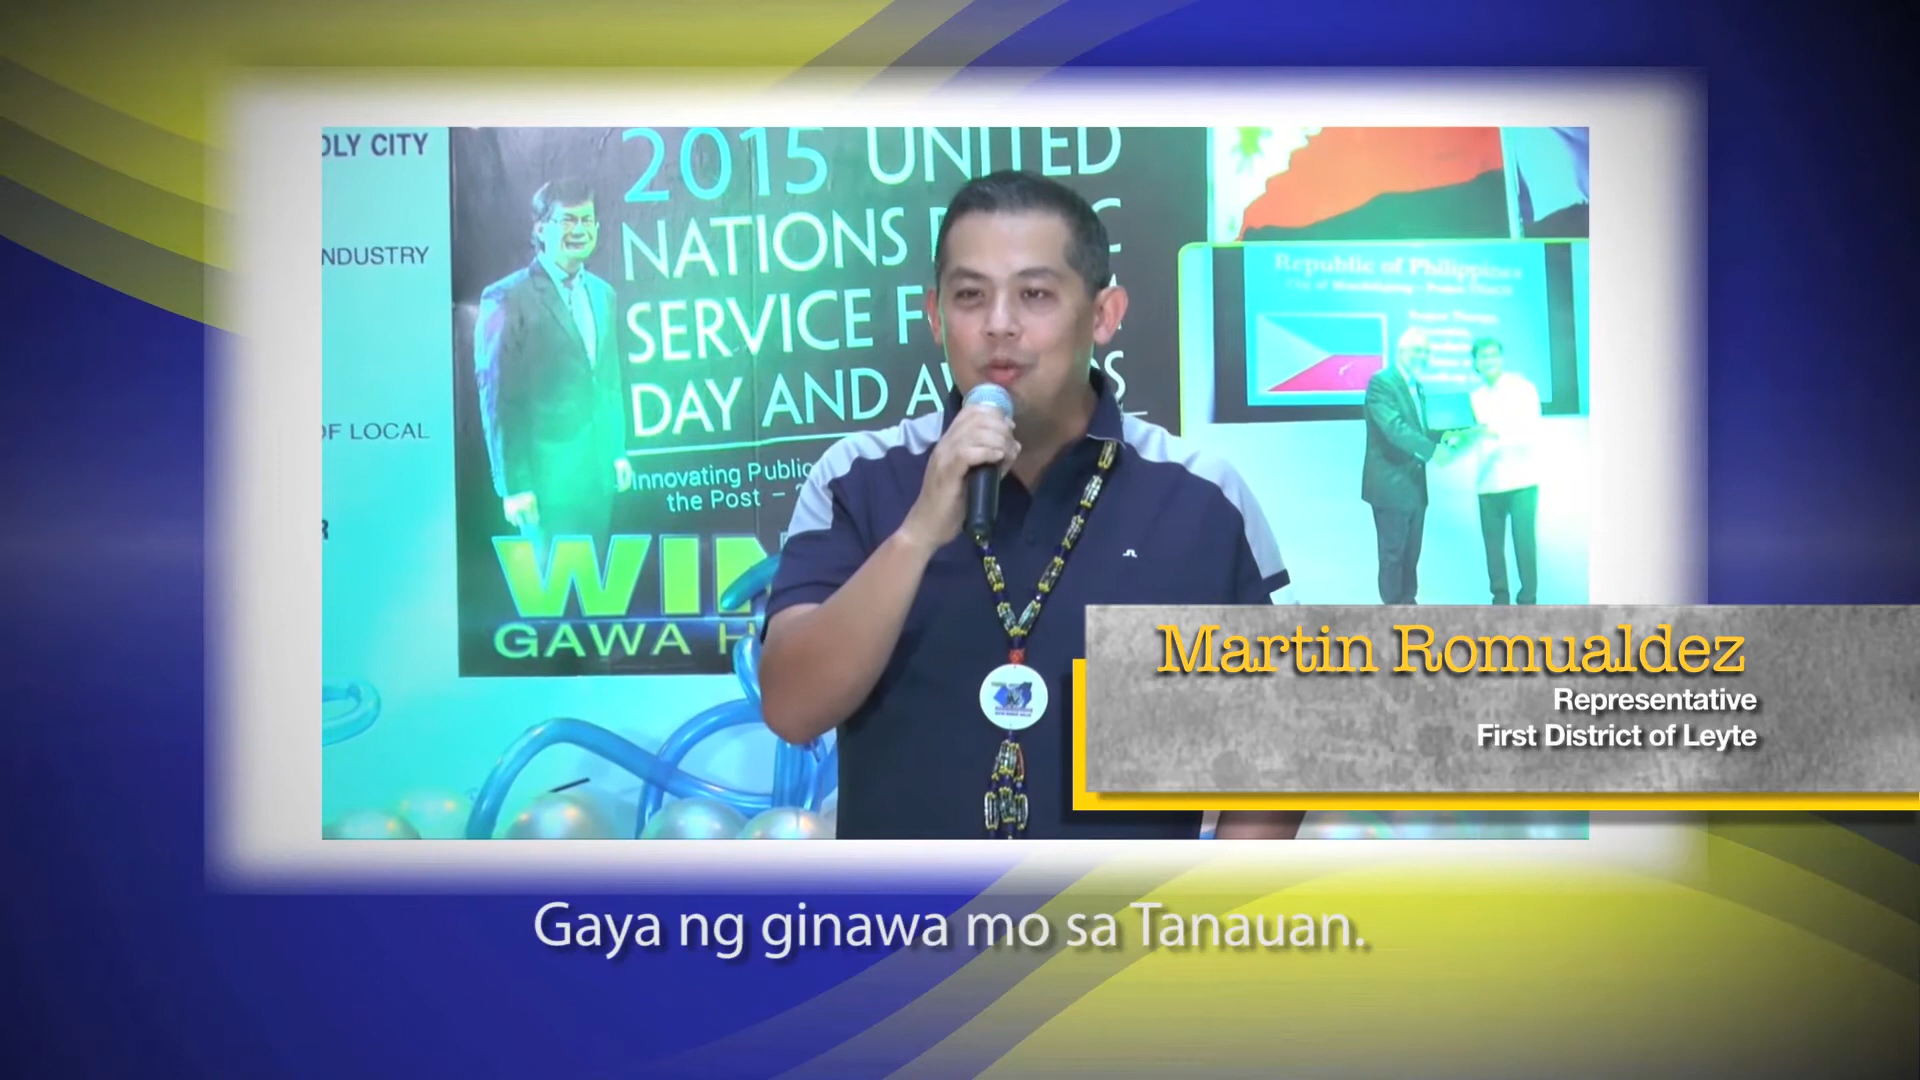 OLY CITY
NDUSTRY
OF LOCAL
2015 UNITED
NATIONS
SERVICE
DAY AND
Innovating Public
the Post –
GAWA
Republic of Philippines
Martin Romualdez
Representative
First District of Leyte
Gaya ng ginawa mo sa Tanauan.